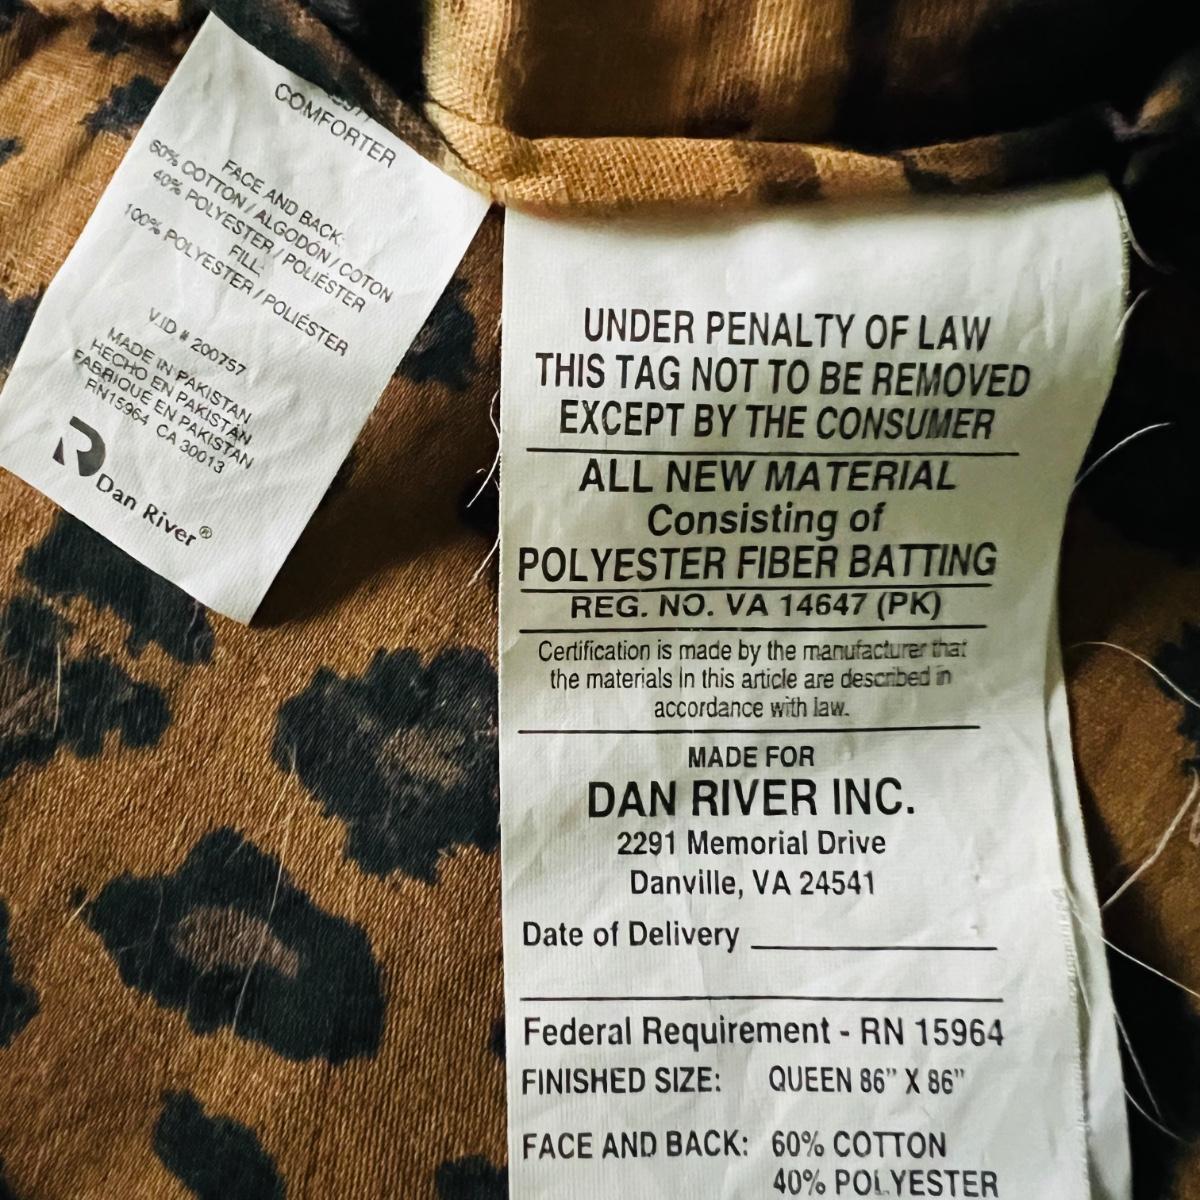 COMFORTER
FACE AND BACK:
60% COTTON / ALGODÓN / COTON
40% POLYESTER / POLIÉSTER
FILL:
100% POLYESTER / POLIÉSTER
V.ID # 200757
MADE IN PAKISTAN
HECHO EN PAKISTÁN
FABRIQUE EN PAKISTAN
RN15964 CA 30013
Dan River®
UNDER PENALTY OF LAW
THIS TAG NOT TO BE REMOVED
EXCEPT BY THE CONSUMER
ALL NEW MATERIAL
Consisting of
POLYESTER FIBER BATTING
REG. NO. VA 14647 (PK)
Certification is made by the manufacturer that
the materials in this article are described in
accordance with law.
MADE FOR
DAN RIVER INC.
2291 Memorial Drive
Danville, VA 24541
Date of Delivery
Federal Requirement - RN 15964
FINISHED SIZE: QUEEN 86" X 86"
FACE AND BACK: 60% COTTON
40% POLYESTER